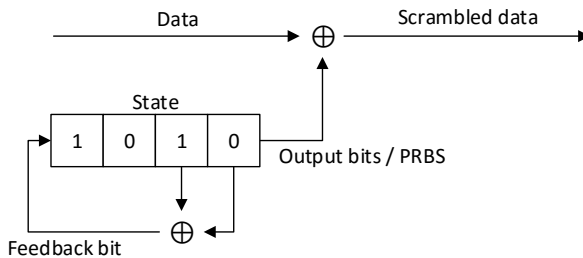 Data
Scrambled data
State
1 0 1 0
Output bits / PRBS
Feedback bit